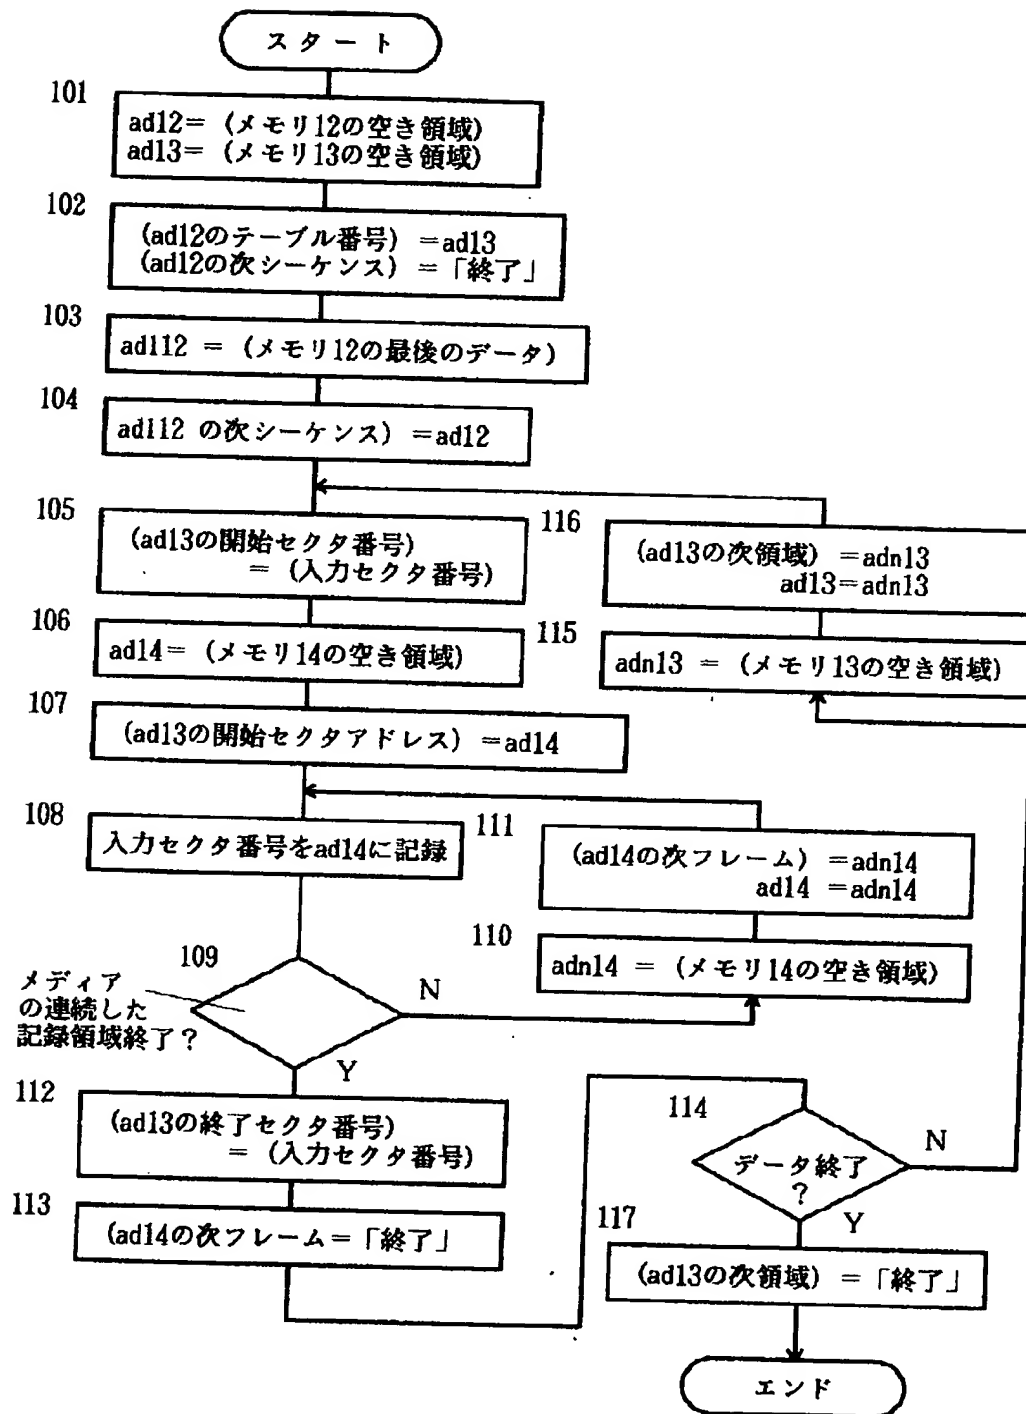 スタート
101
ad12= (メモリ12の空き領域)
ad13= (メモリ13の空き領域)
102
(ad12のテーブル番号) =ad13
(ad12の次シーケンス) =「終了」
103
ad112 = (メモリ12の最後のデータ)
104
ad112 の次シーケンス) =ad12
105
(ad13の開始セクタ番号)
= (入力セクタ番号)
106
ad14= (メモリ14の空き領域)
107
(ad13の開始セクタアドレス) =ad14
108
入力セクタ番号をad14に記録
109
メディア
の連続した
記録領域終了?
N
Y
110
adn14 = (メモリ14の空き領域)
111
(ad14の次フレーム) =adn14
ad14 =adn14
112
(ad13の終了セクタ番号)
= (入力セクタ番号)
113
(ad14の次フレーム=「終了」
114
データ終了
?
N
Y
115
adn13 = (メモリ13の空き領域)
116
(ad13の次領域) =adn13
ad13=adn13
117
(ad13の次領域) =「終了」
エンド